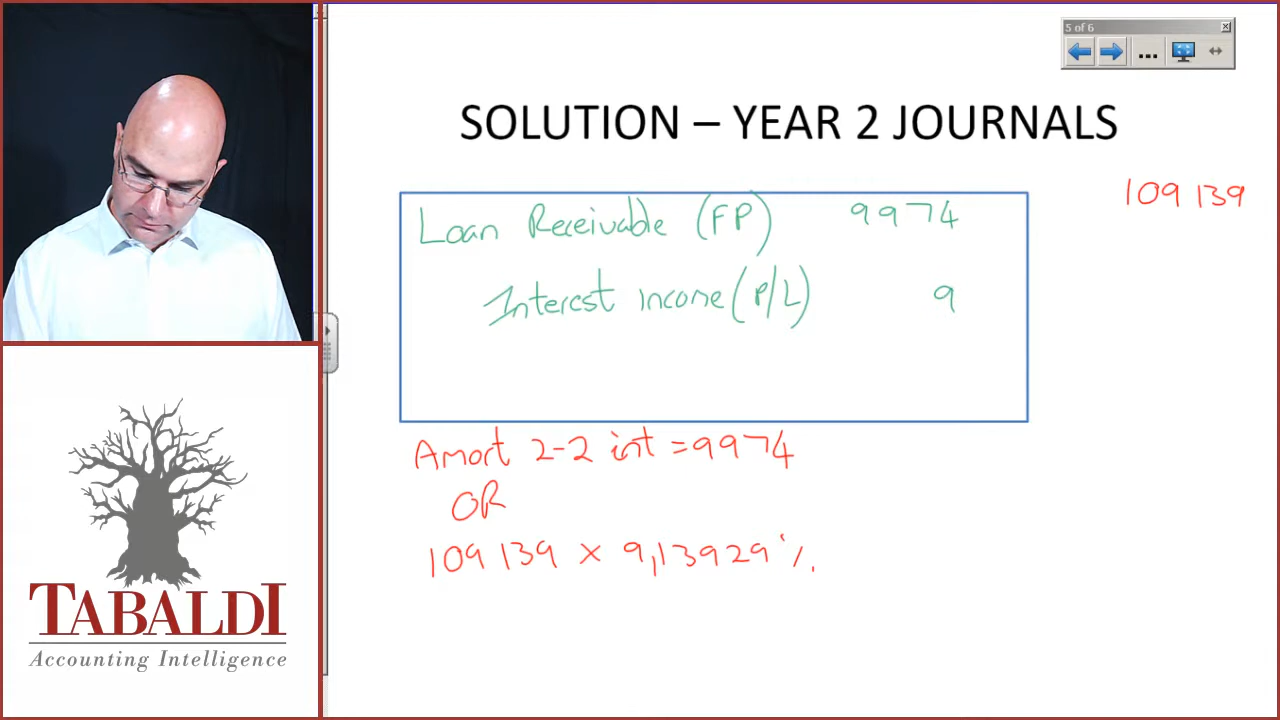 5 of 6
SOLUTION – YEAR 2 JOURNALS
109 139
Loan Receivable (FP) 9974
Interest income (P/L) 9
Amort 2-2 int = 9974
OR
109 139 × 9,13929 %
TABALDI
Accounting Intelligence